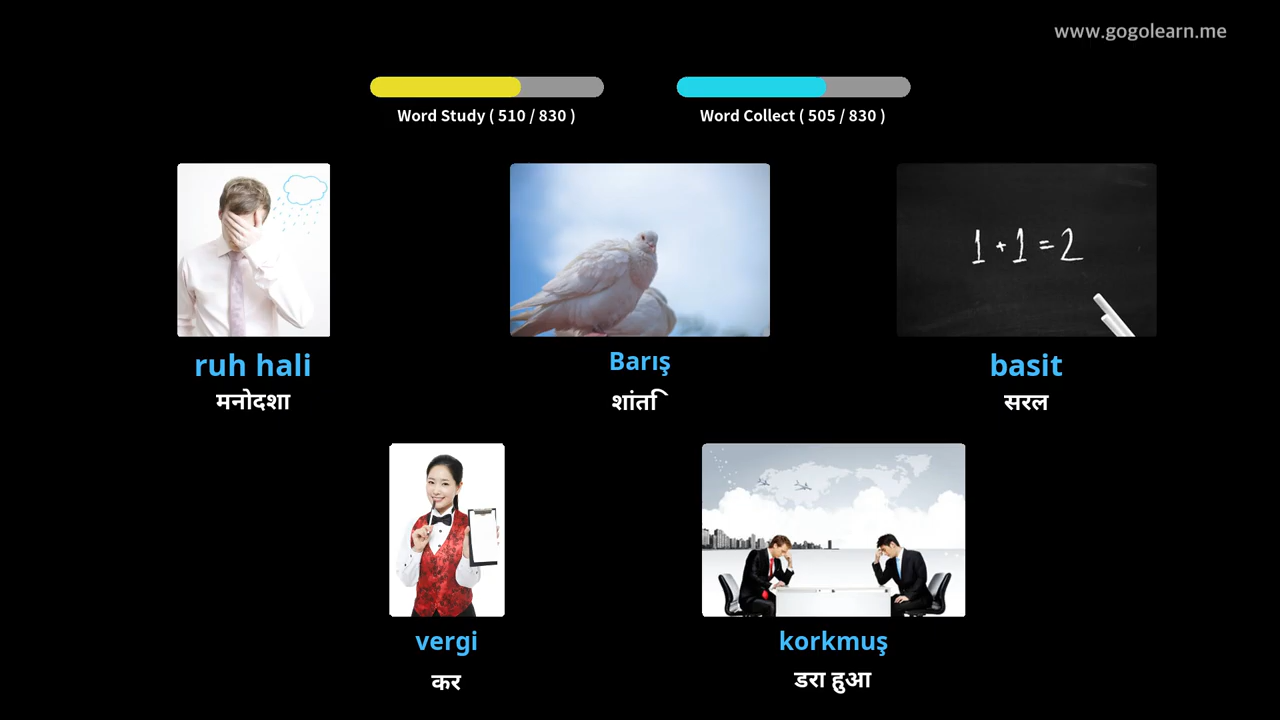 www.gogolearn.me
Word Study ( 510 / 830 )
Word Collect ( 505 / 830 )
1 + 1 = 2
ruh hali
मनोदशा
Barış
शांति
basit
सरल
vergi
कर
korkmuş
डरा हुआ